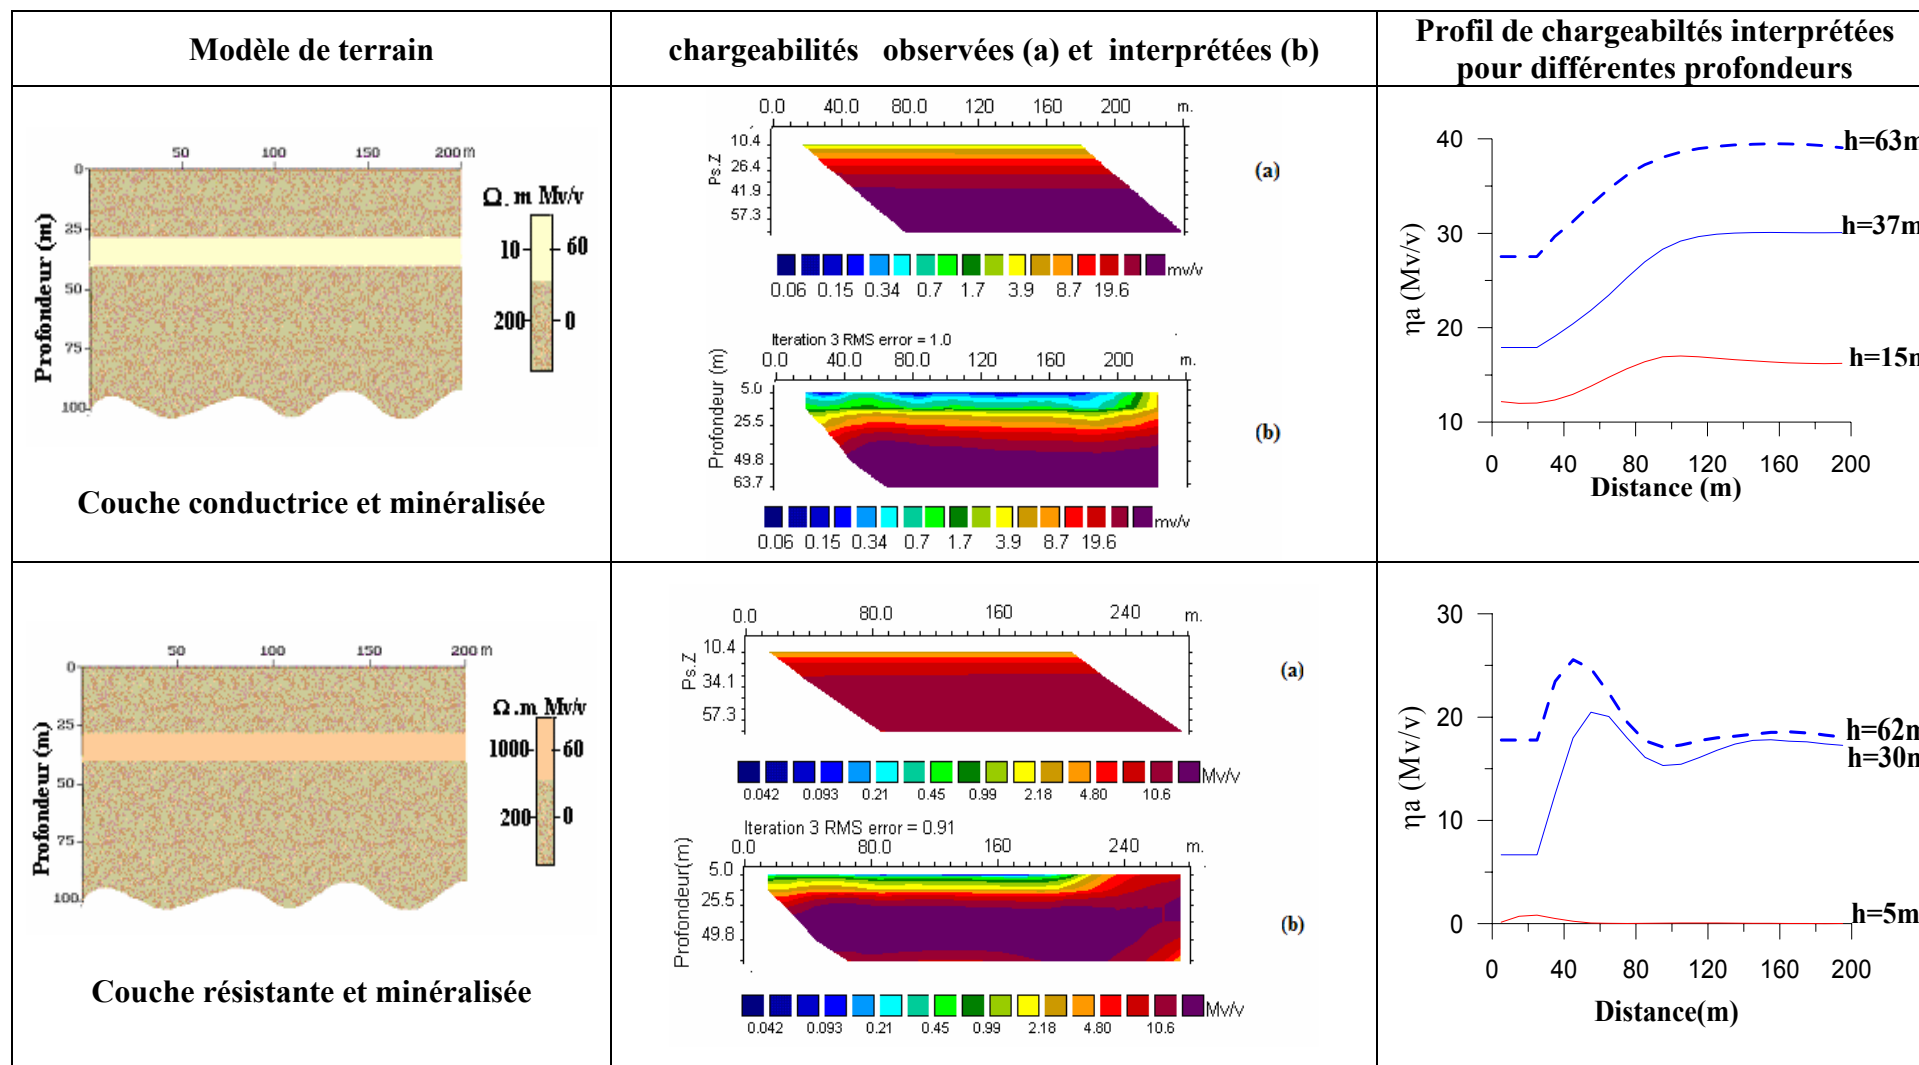 Modèle de terrain
chargeabilités observées (a) et interprétées (b)
Profil de chargeabiltés interprétées
pour différentes profondeurs
50 100 150 200 m
Profondeur (m)
0
25
50
75
100
Ω. m Mv/v
10 60
200 0
Couche conductrice et minéralisée
0.0 40.0 80.0 120 160 200 m.
Ps.Z
10.4
26.4
41.9
57.3
(a)
mv/v
0.06 0.15 0.34 0.7 1.7 3.9 8.7 19.6
Iteration 3 RMS error = 1.0
0.0 40.0 80.0 120 160 200 m.
Profondeur (m)
5.0
25.5
49.8
63.7
(b)
mv/v
0.06 0.15 0.34 0.7 1.7 3.9 8.7 19.6
ηa (Mv/v)
40
30
20
10
h=63m
h=37m
h=15m
0 40 80 120 160 200
Distance (m)
50 100 150 200 m
Profondeur (m)
0
25
50
75
100
Ω .m Mv/v
1000 60
200 0
Couche résistante et minéralisée
0.0 80.0 160 240 m.
Ps.Z
10.4
34.1
57.3
(a)
Mv/v
0.042 0.093 0.21 0.45 0.99 2.18 4.80 10.6
Iteration 3 RMS error = 0.91
0.0 80.0 160 240 m.
Profondeur(m)
5.0
25.5
49.8
(b)
Mv/v
0.042 0.093 0.21 0.45 0.99 2.18 4.80 10.6
ηa (Mv/v)
30
20
10
0
h=62m
h=30m
h=5m
0 40 80 120 160 200
Distance(m)